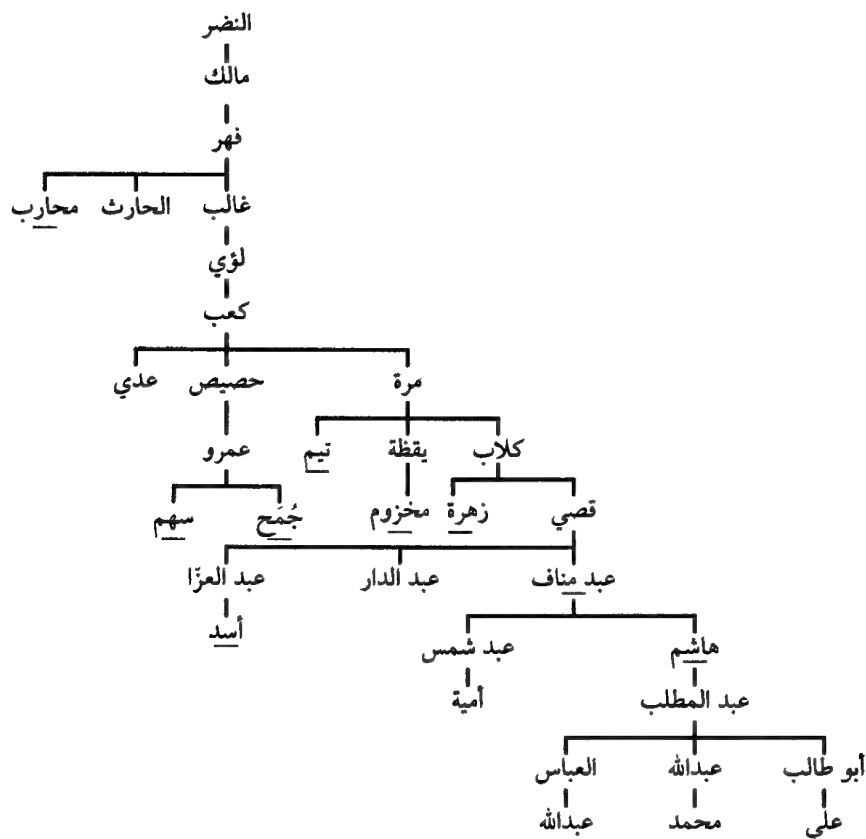 النضر
مالك
فهر
غالب الحارث محارب
لؤي
كعب
مرة حصيص عدي
كلاب يقظة تيم عمرو
قصي زهرة مخزوم جُمَح سهم
عبد مناف عبد الدار عبد العزّا
هاشم عبد شمس أسد
عبد المطلب أمية
أبو طالب عبدالله العباس
علي محمد عبدالله